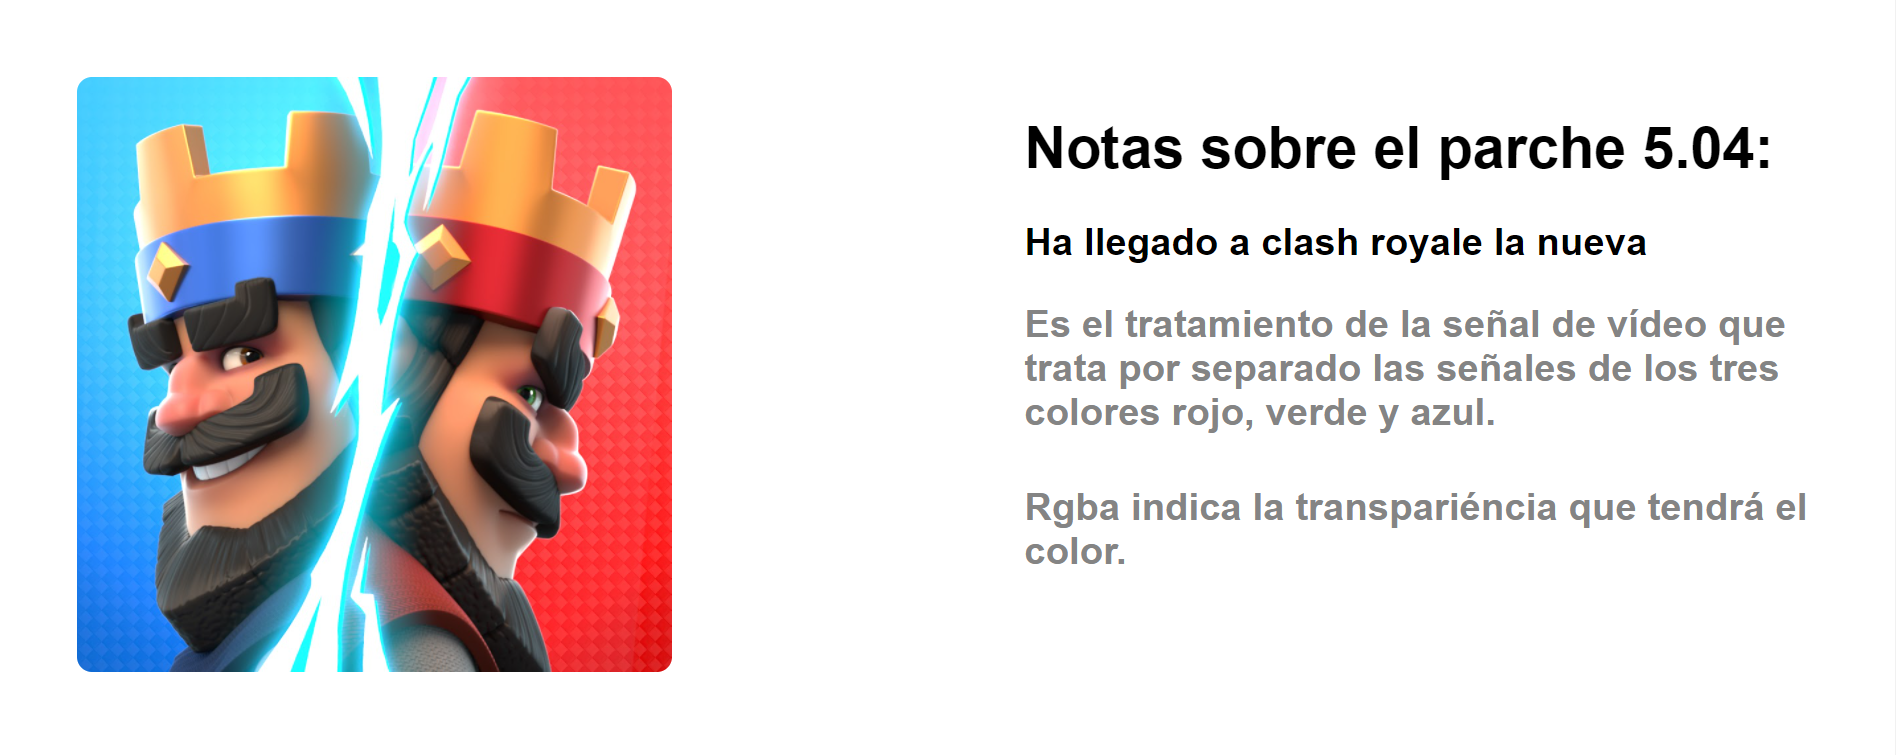 Notas sobre el parche 5.04:
Ha llegado a clash royale la nueva
Es el tratamiento de la señal de vídeo que
trata por separado las señales de los tres
colores rojo, verde y azul.
Rgba indica la transpariéncia que tendrá el
color.